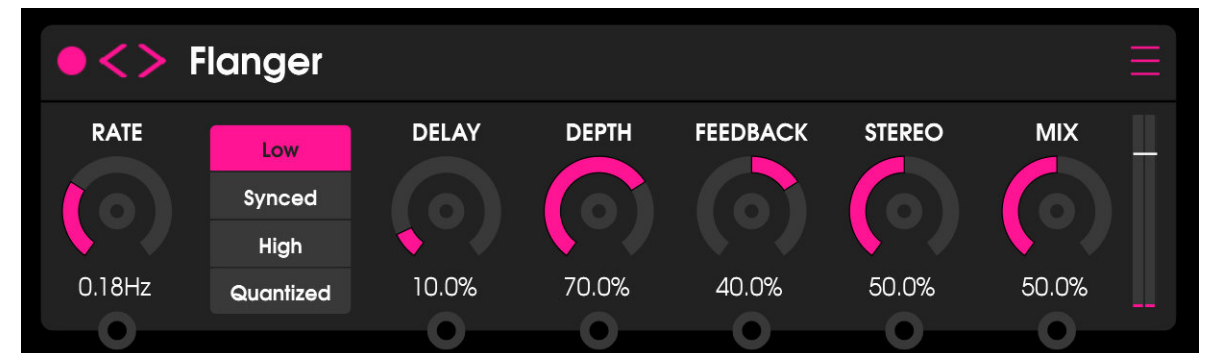 Flanger
RATE
0.18Hz
Low
Synced
High
Quantized
DELAY
10.0%
DEPTH
70.0%
FEEDBACK
40.0%
STEREO
50.0%
MIX
50.0%